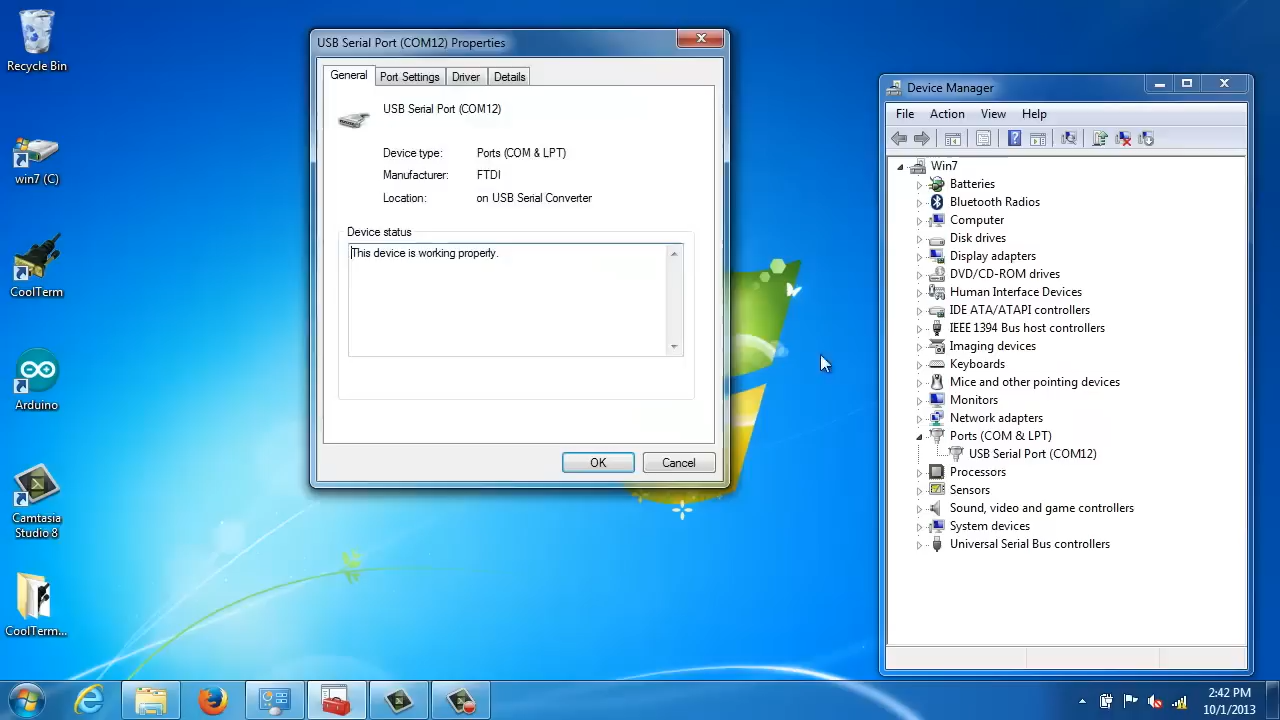 Recycle Bin
win7 (C)
CoolTerm
Arduino
Camtasia
Studio 8
CoolTerm...
USB Serial Port (COM12) Properties
General
Port Settings
Driver
Details
USB Serial Port (COM12)
Device type: Ports (COM & LPT)
Manufacturer: FTDI
Location: on USB Serial Converter
Device status
This device is working properly.
OK
Cancel
Device Manager
File Action View Help
Win7
Batteries
Bluetooth Radios
Computer
Disk drives
Display adapters
DVD/CD-ROM drives
Human Interface Devices
IDE ATA/ATAPI controllers
IEEE 1394 Bus host controllers
Imaging devices
Keyboards
Mice and other pointing devices
Monitors
Network adapters
Ports (COM & LPT)
USB Serial Port (COM12)
Processors
Sensors
Sound, video and game controllers
System devices
Universal Serial Bus controllers
2:42 PM
10/1/2013